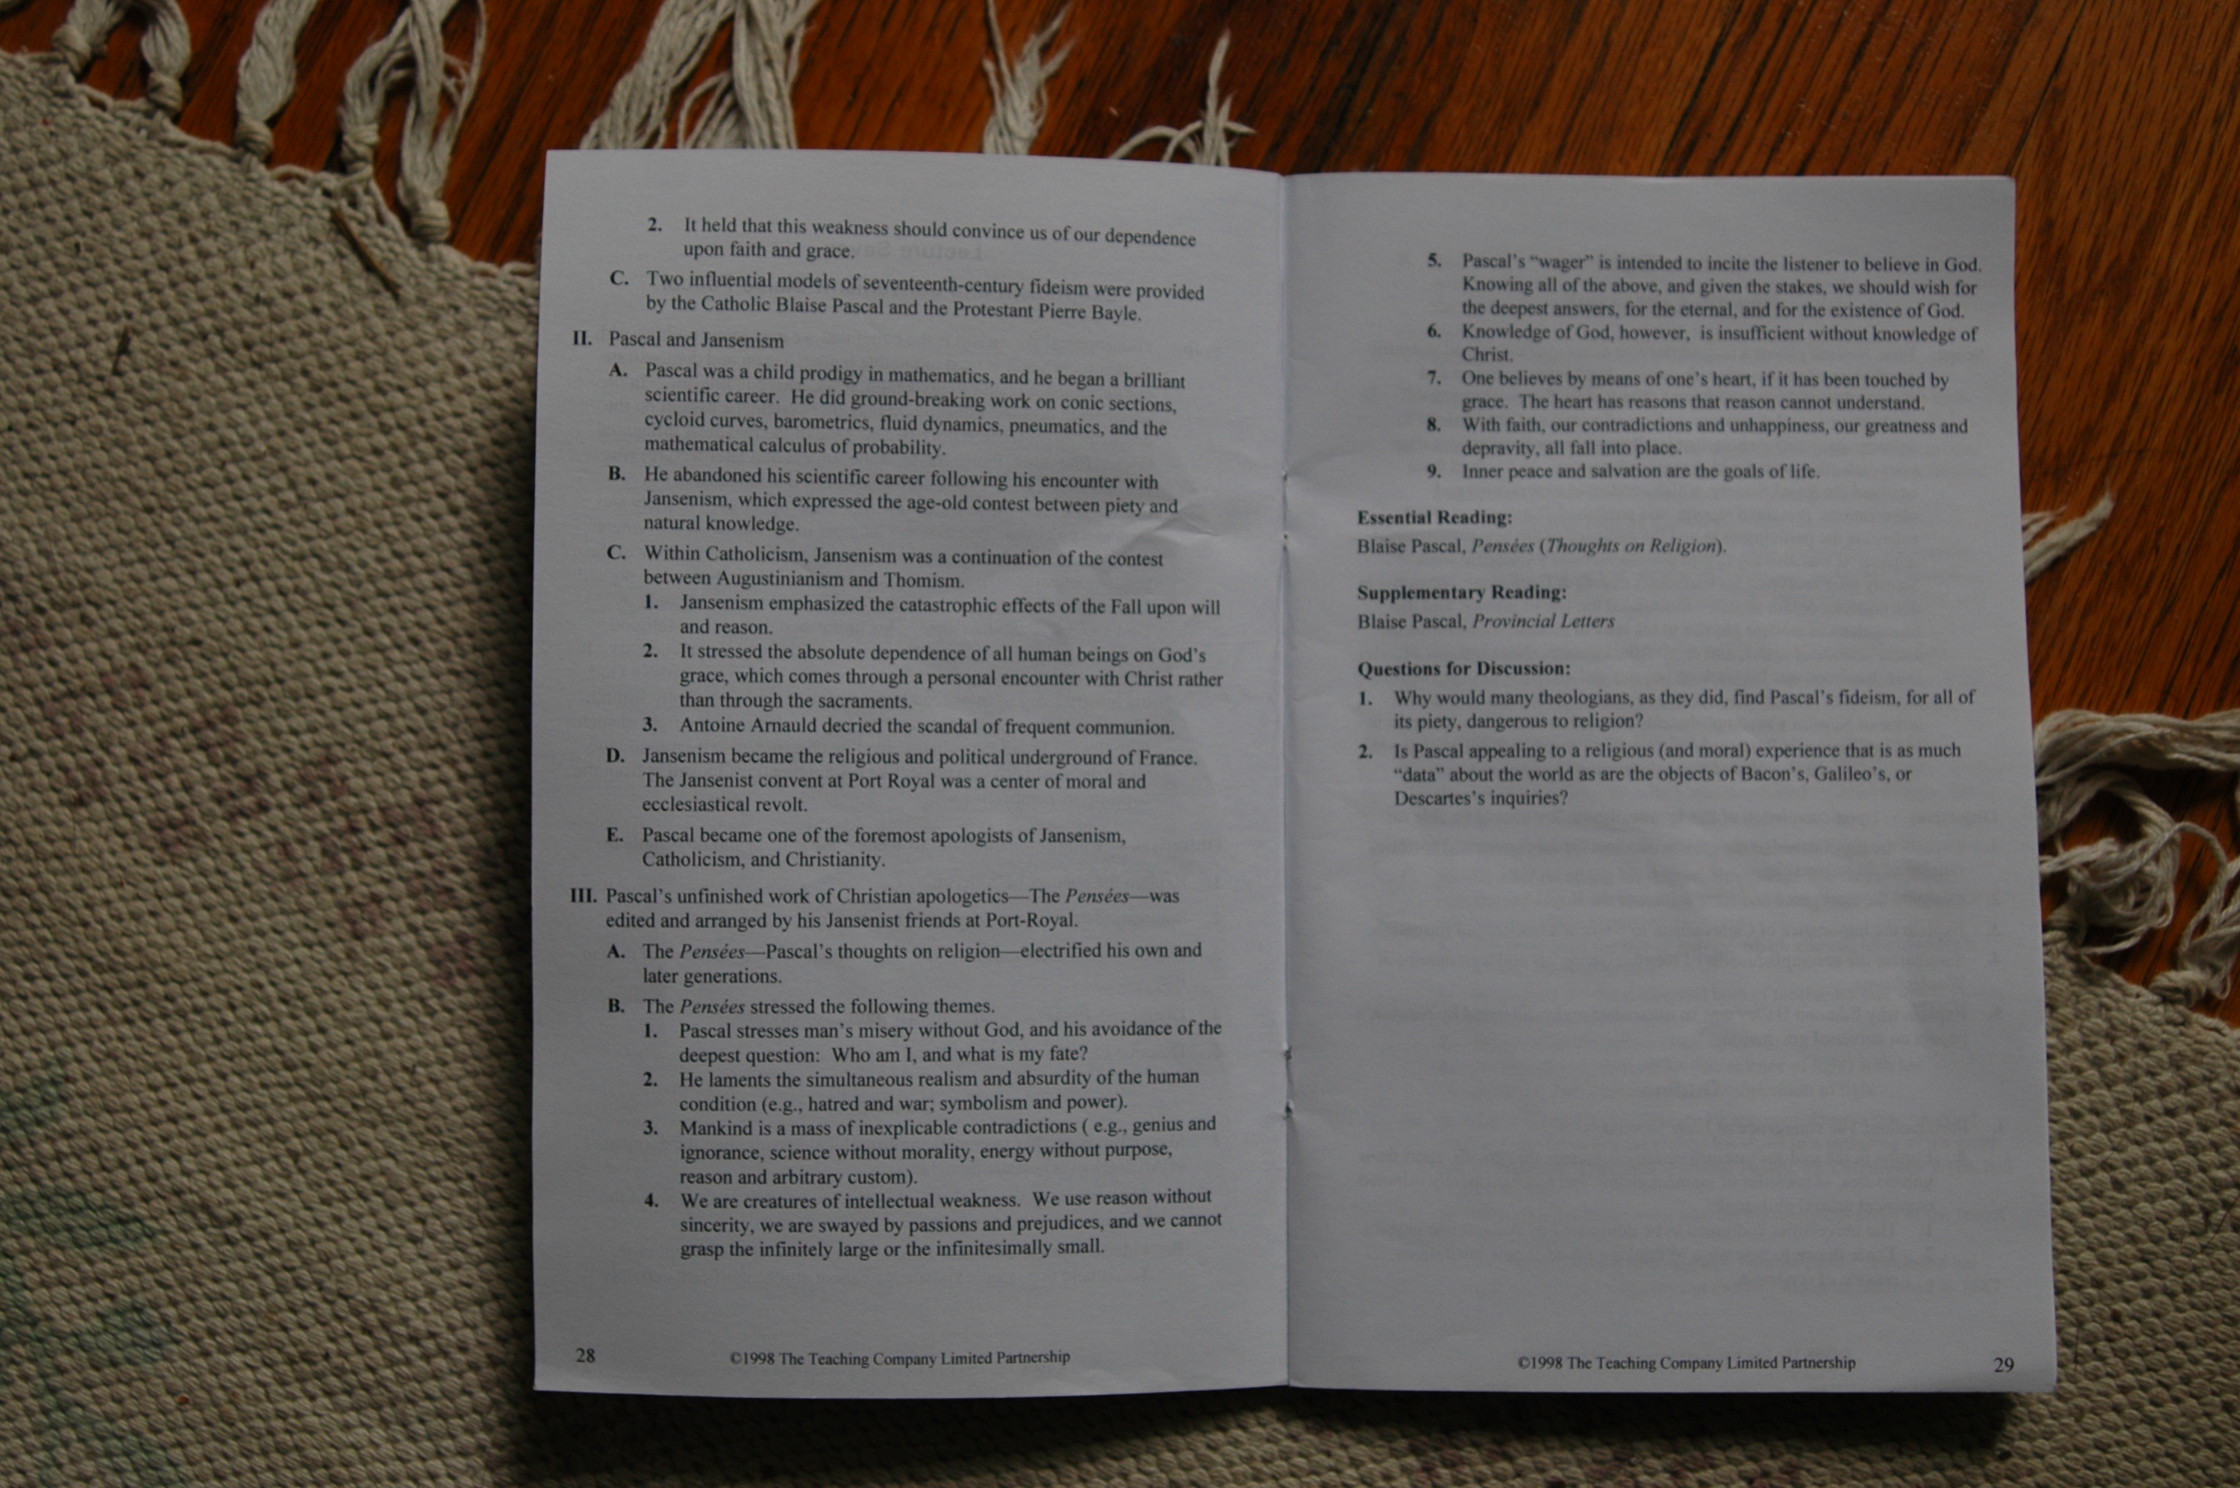 2. It held that this weakness should convince us of our dependence
upon faith and grace.
C. Two influential models of seventeenth-century fideism were provided
by the Catholic Blaise Pascal and the Protestant Pierre Bayle.
II. Pascal and Jansenism
A. Pascal was a child prodigy in mathematics, and he began a brilliant
scientific career. He did ground-breaking work on conic sections,
cycloid curves, barometrics, fluid dynamics, pneumatics, and the
mathematical calculus of probability.
B. He abandoned his scientific career following his encounter with
Jansenism, which expressed the age-old contest between piety and
natural knowledge.
C. Within Catholicism, Jansenism was a continuation of the contest
between Augustinianism and Thomism.
1. Jansenism emphasized the catastrophic effects of the Fall upon will
and reason.
2. It stressed the absolute dependence of all human beings on God's
grace, which comes through a personal encounter with Christ rather
than through the sacraments.
3. Antoine Arnauld decried the scandal of frequent communion.
D. Jansenism became the religious and political underground of France.
The Jansenist convent at Port Royal was a center of moral and
ecclesiastical revolt.
E. Pascal became one of the foremost apologists of Jansenism,
Catholicism, and Christianity.
III. Pascal's unfinished work of Christian apologetics—The Pensées—was
edited and arranged by his Jansenist friends at Port-Royal.
A. The Pensées—Pascal's thoughts on religion—electrified his own and
later generations.
B. The Pensées stressed the following themes.
1. Pascal stresses man's misery without God, and his avoidance of the
deepest question: Who am I, and what is my fate?
2. He laments the simultaneous realism and absurdity of the human
condition (e.g., hatred and war; symbolism and power).
3. Mankind is a mass of inexplicable contradictions ( e.g., genius and
ignorance, science without morality, energy without purpose,
reason and arbitrary custom).
4. We are creatures of intellectual weakness. We use reason without
sincerity, we are swayed by passions and prejudices, and we cannot
grasp the infinitely large or the infinitesimally small.
28
©1998 The Teaching Company Limited Partnership
5. Pascal's "wager" is intended to incite the listener to believe in God.
Knowing all of the above, and given the stakes, we should wish for
the deepest answers, for the eternal, and for the existence of God.
6. Knowledge of God, however, is insufficient without knowledge of
Christ.
7. One believes by means of one's heart, if it has been touched by
grace. The heart has reasons that reason cannot understand.
8. With faith, our contradictions and unhappiness, our greatness and
depravity, all fall into place.
9. Inner peace and salvation are the goals of life.
Essential Reading:
Blaise Pascal, Pensées (Thoughts on Religion).
Supplementary Reading:
Blaise Pascal, Provincial Letters
Questions for Discussion:
1. Why would many theologians, as they did, find Pascal's fideism, for all of
its piety, dangerous to religion?
2. Is Pascal appealing to a religious (and moral) experience that is as much
"data" about the world as are the objects of Bacon's, Galileo's, or
Descartes's inquiries?
©1998 The Teaching Company Limited Partnership
29